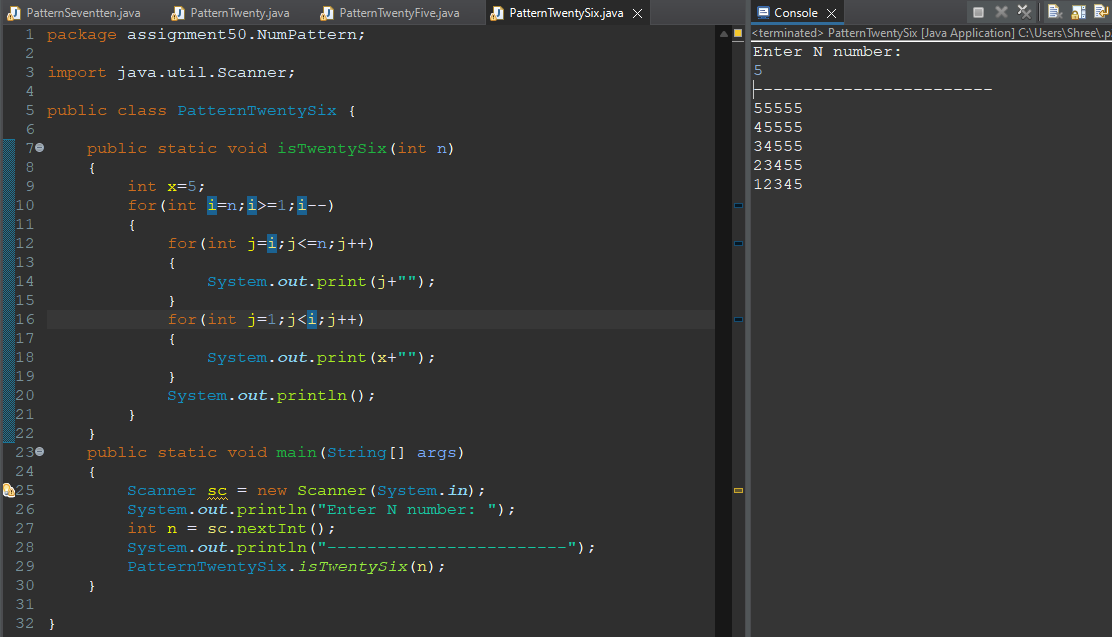 PatternSeventten.java PatternTwenty.java PatternTwentyFive.java PatternTwentySix.java
1 package assignment50.NumPattern;
2
3 import java.util.Scanner;
4
5 public class PatternTwentySix {
6
7 public static void isTwentySix(int n)
8 {
9 int x=5;
10 for(int i=n;i>=1;i--)
11 {
12 for(int j=i;j<=n;j++)
13 {
14 System.out.print(j+"");
15 }
16 for(int j=1;j<i;j++)
17 {
18 System.out.print(x+"");
19 }
20 System.out.println();
21 }
22 }
23 public static void main(String[] args)
24 {
25 Scanner sc = new Scanner(System.in);
26 System.out.println("Enter N number: ");
27 int n = sc.nextInt();
28 System.out.println("------------------------");
29 PatternTwentySix.isTwentySix(n);
30 }
31
32 }
Console
<terminated> PatternTwentySix [Java Application] C:\Users\Shree\.p
Enter N number:
5
------------------------
55555
45555
34555
23455
12345